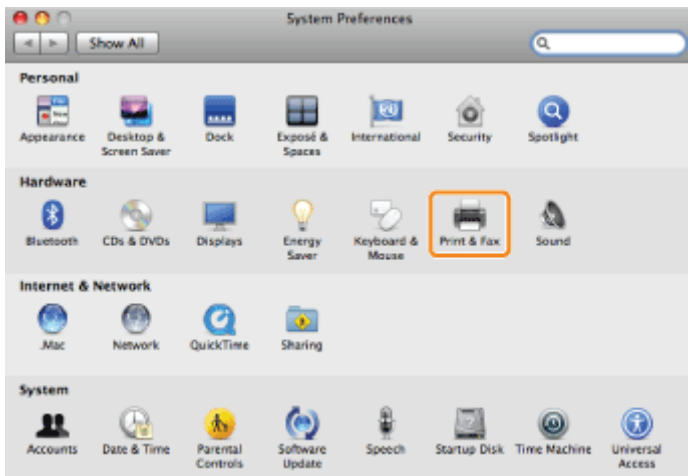 System Preferences
Show All
Personal
Appearance
Desktop &
Screen Saver
Dock
Exposé &
Spaces
International
Security
Spotlight
Hardware
Bluetooth
CDs & DVDs
Displays
Energy
Saver
Keyboard &
Mouse
Print & Fax
Sound
Internet & Network
.Mac
Network
QuickTime
Sharing
System
Accounts
Date & Time
Parental
Controls
Software
Update
Speech
Startup Disk
Time Machine
Universal
Access